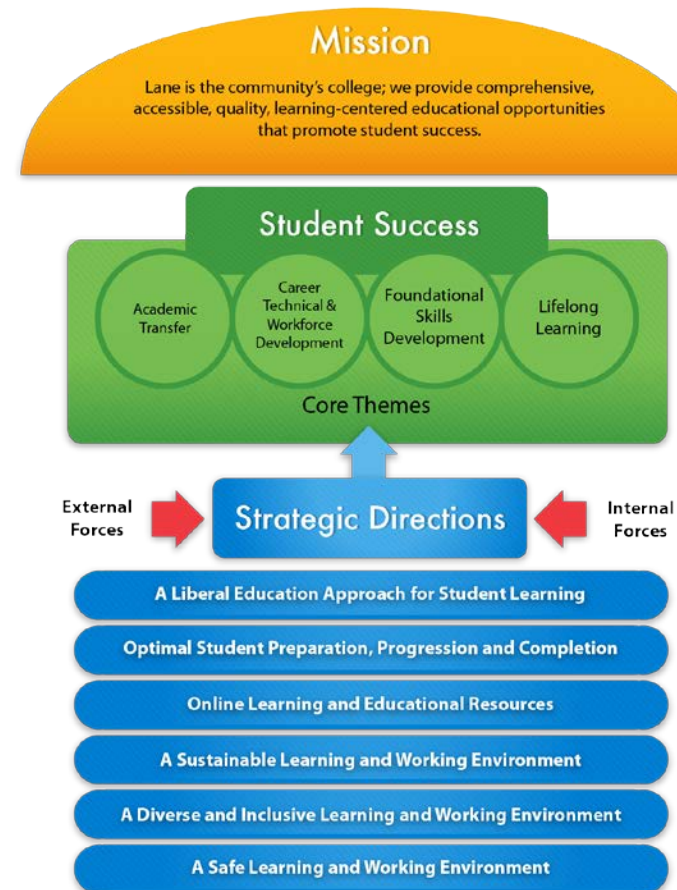 Mission
Lane is the community's college; we provide comprehensive,
accessible, quality, learning-centered educational opportunities
that promote student success.
Student Success
Academic
Transfer
Career
Technical &
Workforce
Development
Foundational
Skills
Development
Lifelong
Learning
Core Themes
External
Forces
Strategic Directions
Internal
Forces
A Liberal Education Approach for Student Learning
Optimal Student Preparation, Progression and Completion
Online Learning and Educational Resources
A Sustainable Learning and Working Environment
A Diverse and Inclusive Learning and Working Environment
A Safe Learning and Working Environment